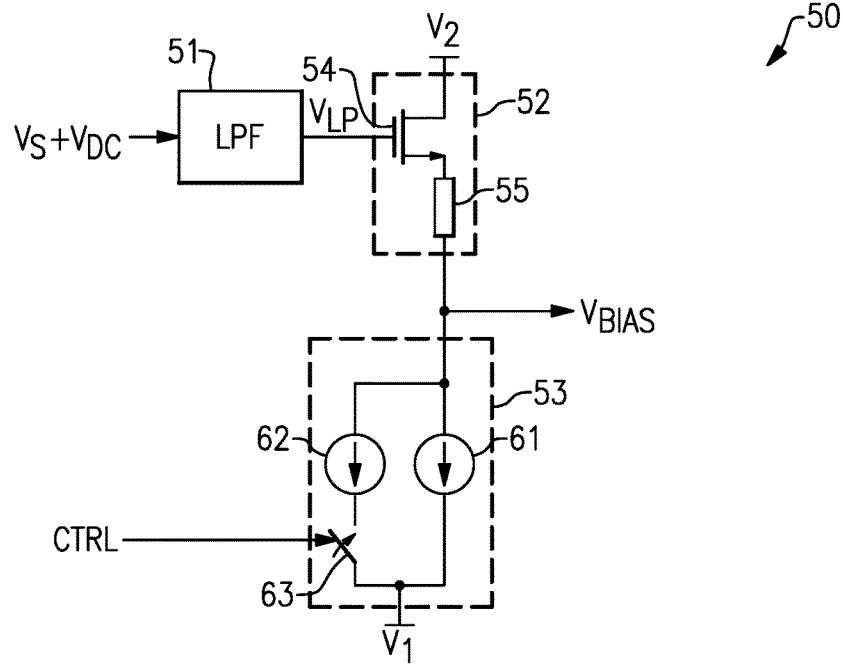 50
V2
51
54
LPF
VLP
52
VS+VDC
55
VBIAS
53
62
61
CTRL
63
V1